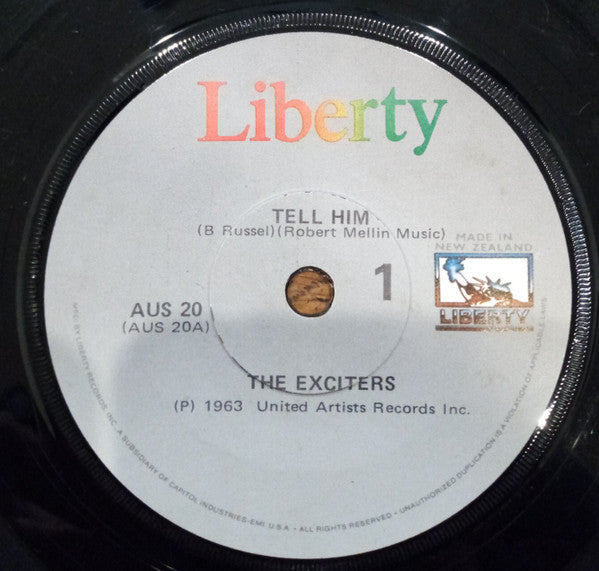 Liberty
TELL HIM
(B Russel)(Robert Mellin Music)
MADE IN
NEW ZEALAND
1
LIBERTY
AUS 20
(AUS 20A)
THE EXCITERS
(P) 1963 United Artists Records Inc.
MFD. BY LIBERTY RECORDS, INC. A SUBSIDIARY OF CAPITOL INDUSTRIES-EMI, U.S.A. • ALL RIGHTS RESERVED • UNAUTHORIZED DUPLICATION IS A VIOLATION OF APPLICABLE LAWS